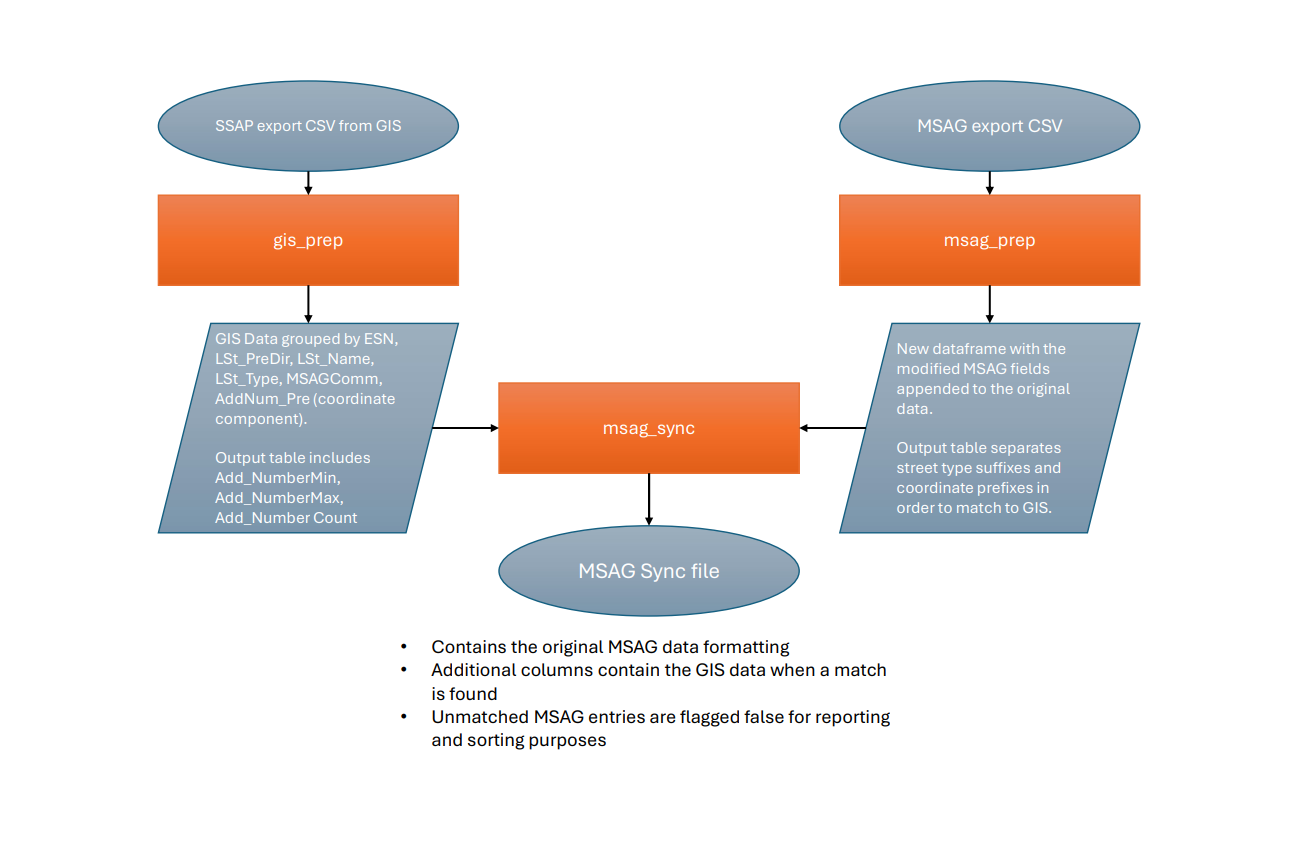 SSAP export CSV from GIS
MSAG export CSV
gis_prep
msag_prep
GIS Data grouped by ESN,
LSt_PreDir, LSt_Name,
LSt_Type, MSAGComm,
AddNum_Pre (coordinate
component).
Output table includes
Add_NumberMin,
Add_NumberMax,
Add_Number Count
msag_sync
New dataframe with the
modified MSAG fields
appended to the original
data.
Output table separates
street type suffixes and
coordinate prefixes in
order to match to GIS.
MSAG Sync file
• Contains the original MSAG data formatting
• Additional columns contain the GIS data when a match
is found
• Unmatched MSAG entries are flagged false for reporting
and sorting purposes